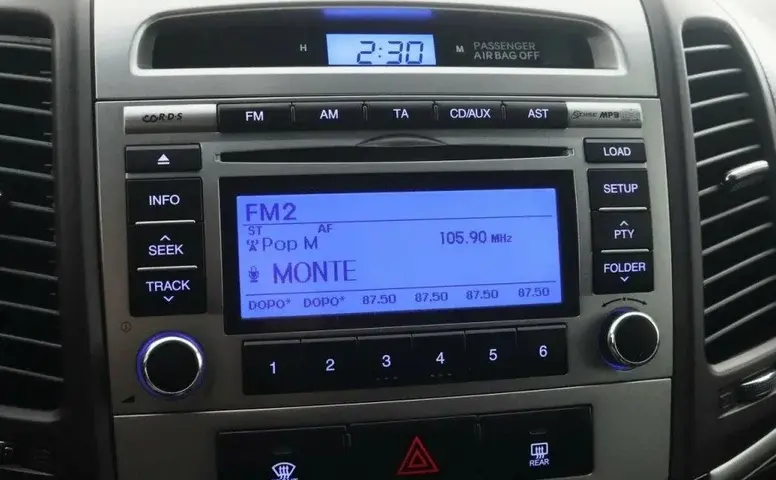 H 2:30 M PASSENGER
AIR BAG OFF
R·D·S FM AM TA CD/AUX AST 6DISC MP3
LOAD
INFO
SETUP
SEEK
PTY
TRACK
FOLDER
FM2
ST AF
Pop M 105.90 MHz
MONTE
DOPO* DOPO* 87.50 87.50 87.50 87.50
1 2 3 4 5 6
REAR